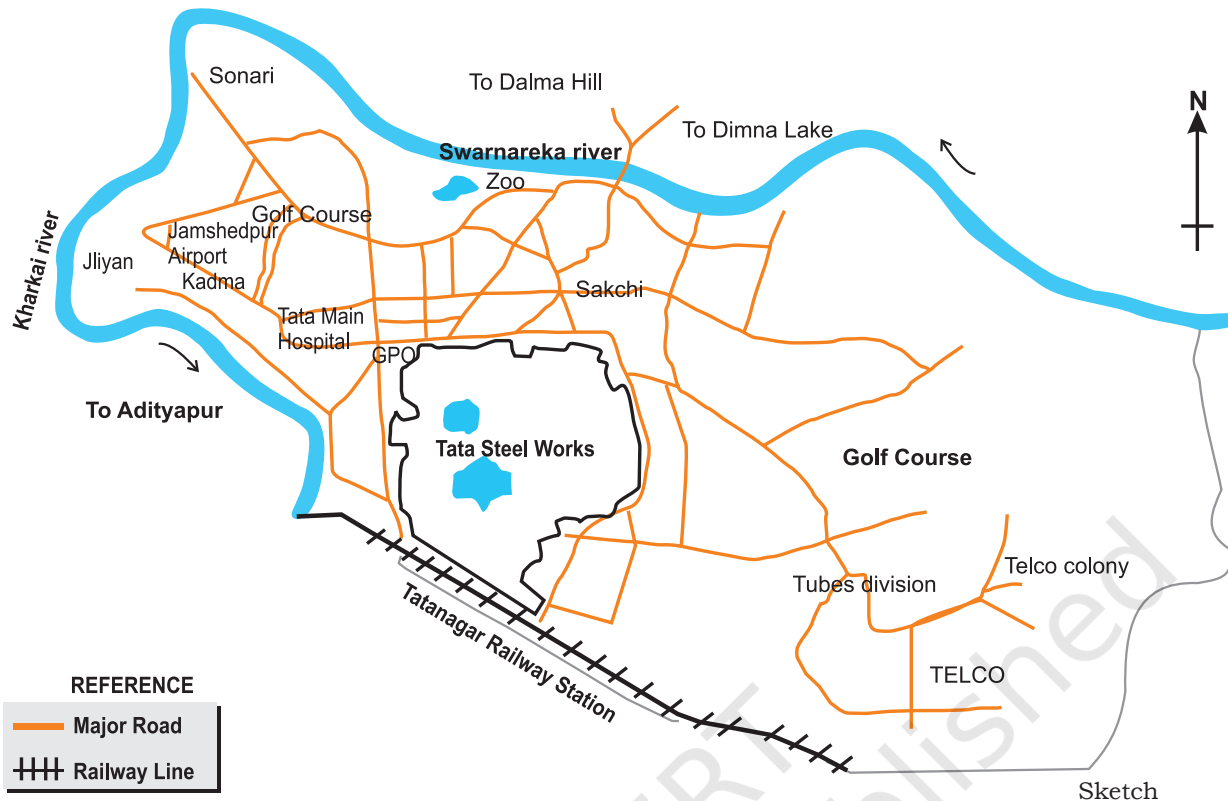 Sonari
To Dalma Hill
N
To Dimna Lake
Swarnareka river
Zoo
Golf Course
Jamshedpur
Airport
Kadma
Jliyan
Kharkai river
Sakchi
Tata Main
Hospital
GPO
To Adityapur
Tata Steel Works
Golf Course
Telco colony
Tubes division
Tatanagar Railway Station
TELCO
REFERENCE
Major Road
Railway Line
Sketch